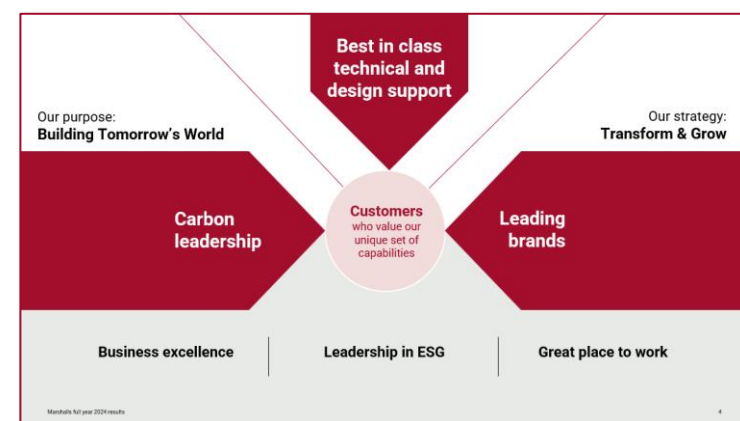 Best in class
technical and
design support
Our purpose:
Building Tomorrow's World
Our strategy:
Transform & Grow
Carbon
leadership
Customers
who value our
unique set of
capabilities
Leading
brands
Business excellence
Leadership in ESG
Great place to work
Marshalls full year 2024 results
4